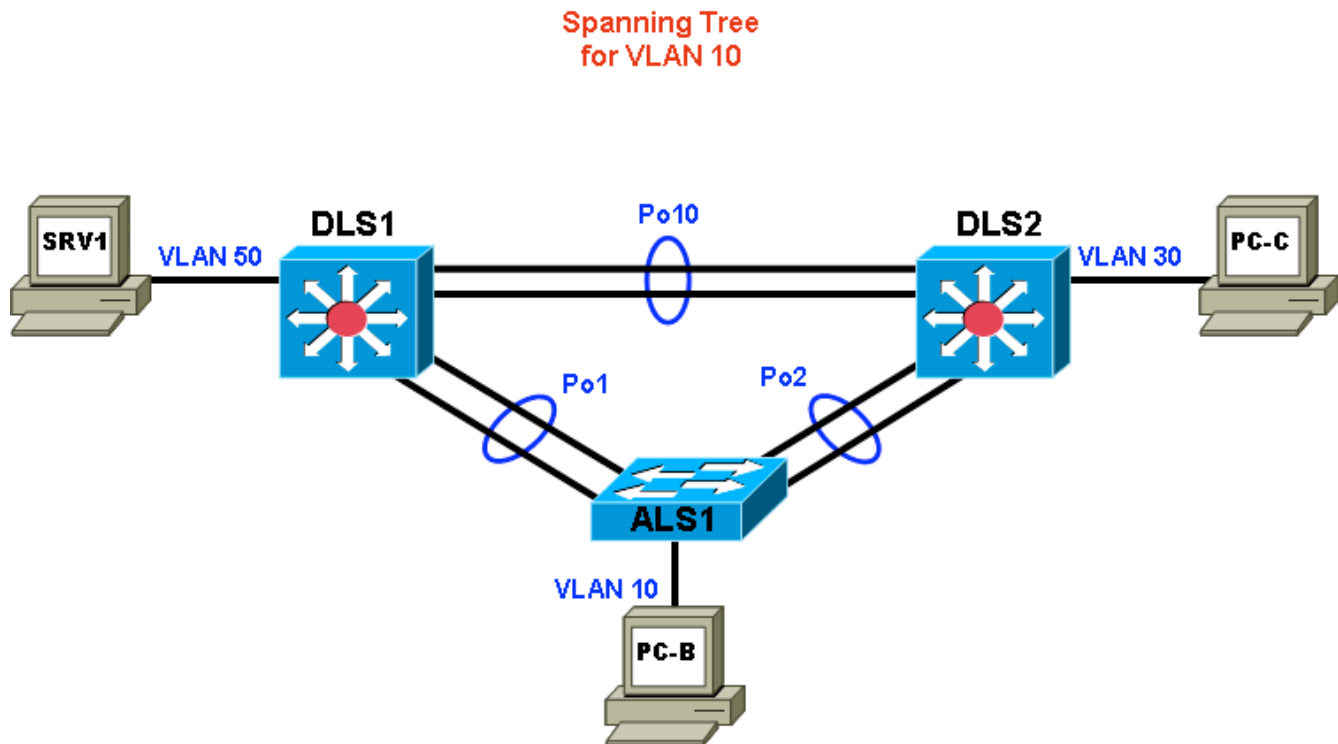 Spanning Tree
for VLAN 10
DLS1
Po10
DLS2
SRV1
VLAN 50
VLAN 30
PC-C
Po1
Po2
ALS1
VLAN 10
PC-B